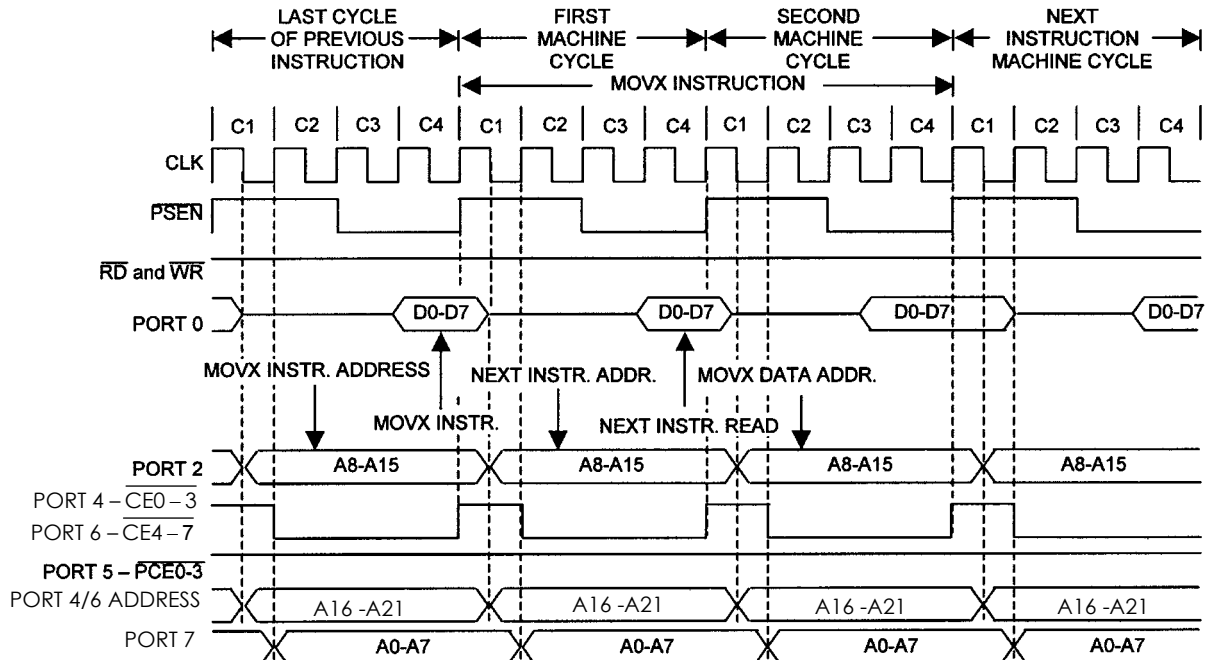 LAST CYCLE OF PREVIOUS INSTRUCTION
FIRST MACHINE CYCLE
SECOND MACHINE CYCLE
NEXT INSTRUCTION MACHINE CYCLE
MOVX INSTRUCTION
C1 C2 C3 C4 C1 C2 C3 C4 C1 C2 C3 C4 C1 C2 C3 C4
CLK
PSEN
RD and WR
PORT 0 D0-D7 D0-D7 D0-D7 D0-D7
MOVX INSTR. ADDRESS NEXT INSTR. ADDR. MOVX DATA ADDR.
MOVX INSTR. NEXT INSTR. READ
PORT 2 A8-A15 A8-A15 A8-A15 A8-A15
PORT 4 – CE0 – 3
PORT 6 – CE4 – 7
PORT 5 – PCE0-3
PORT 4/6 ADDRESS A16 -A21 A16 -A21 A16 -A21 A16 -A21
PORT 7 A0-A7 A0-A7 A0-A7 A0-A7